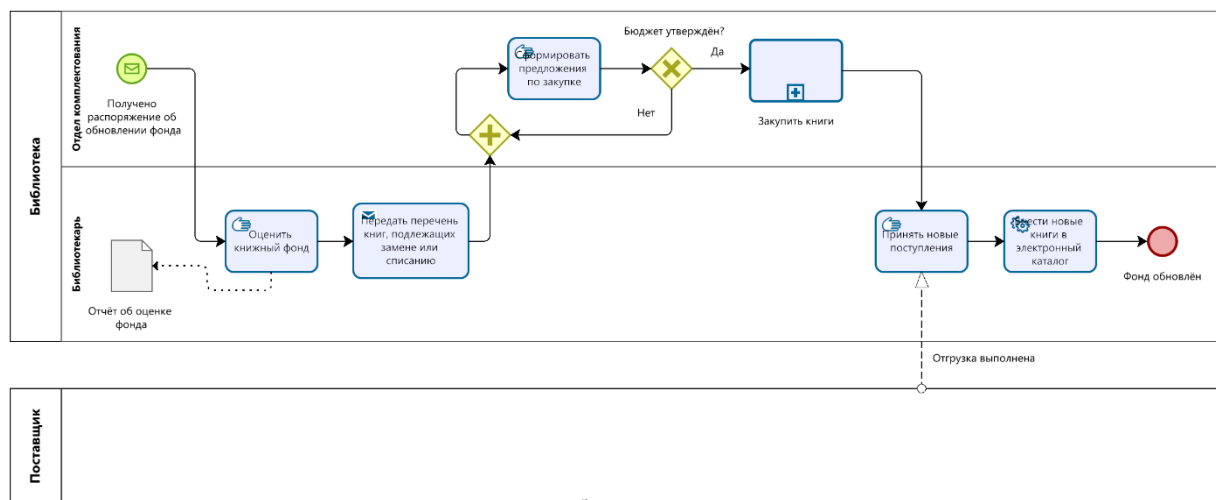 Библиотека
Отдел комплектования
Получено
распоряжение об
обновлении фонда
Сформировать
предложения
по закупке
Бюджет утверждён?
Да
Нет
Закупить книги
Библиотекарь
Оценить
книжный фонд
Передать перечень
книг, подлежащих
замене или
списанию
Отчёт об оценке
фонда
Принять новые
поступления
Внести новые
книги в
электронный
каталог
Фонд обновлён
Отгрузка выполнена
Поставщик